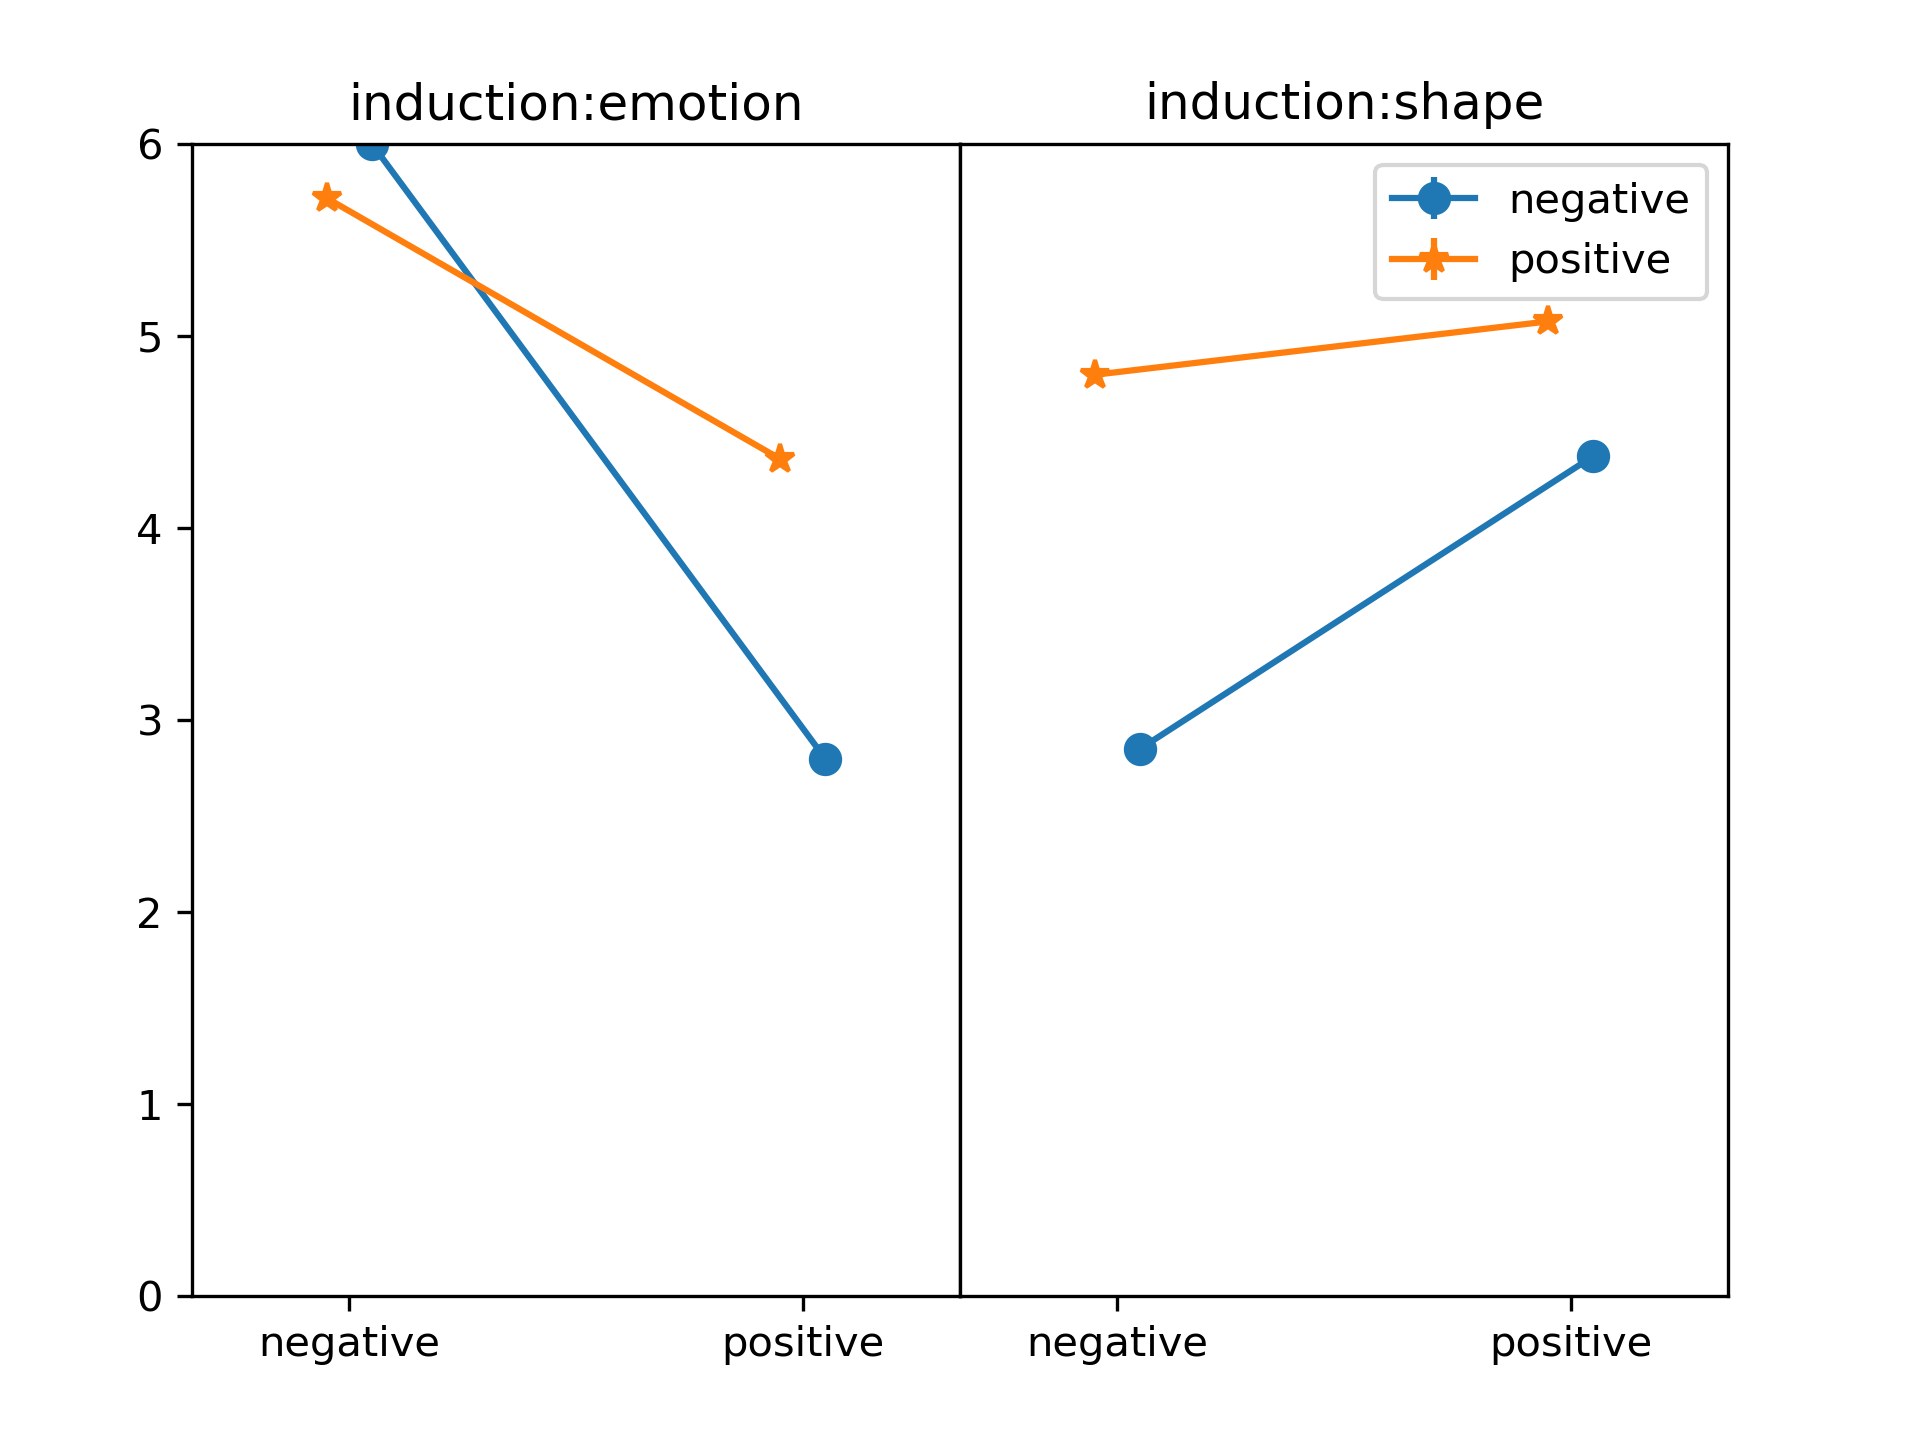 induction:emotion
induction:shape
negative
positive
6
5
4
3
2
1
0
negative
positive
negative
positive